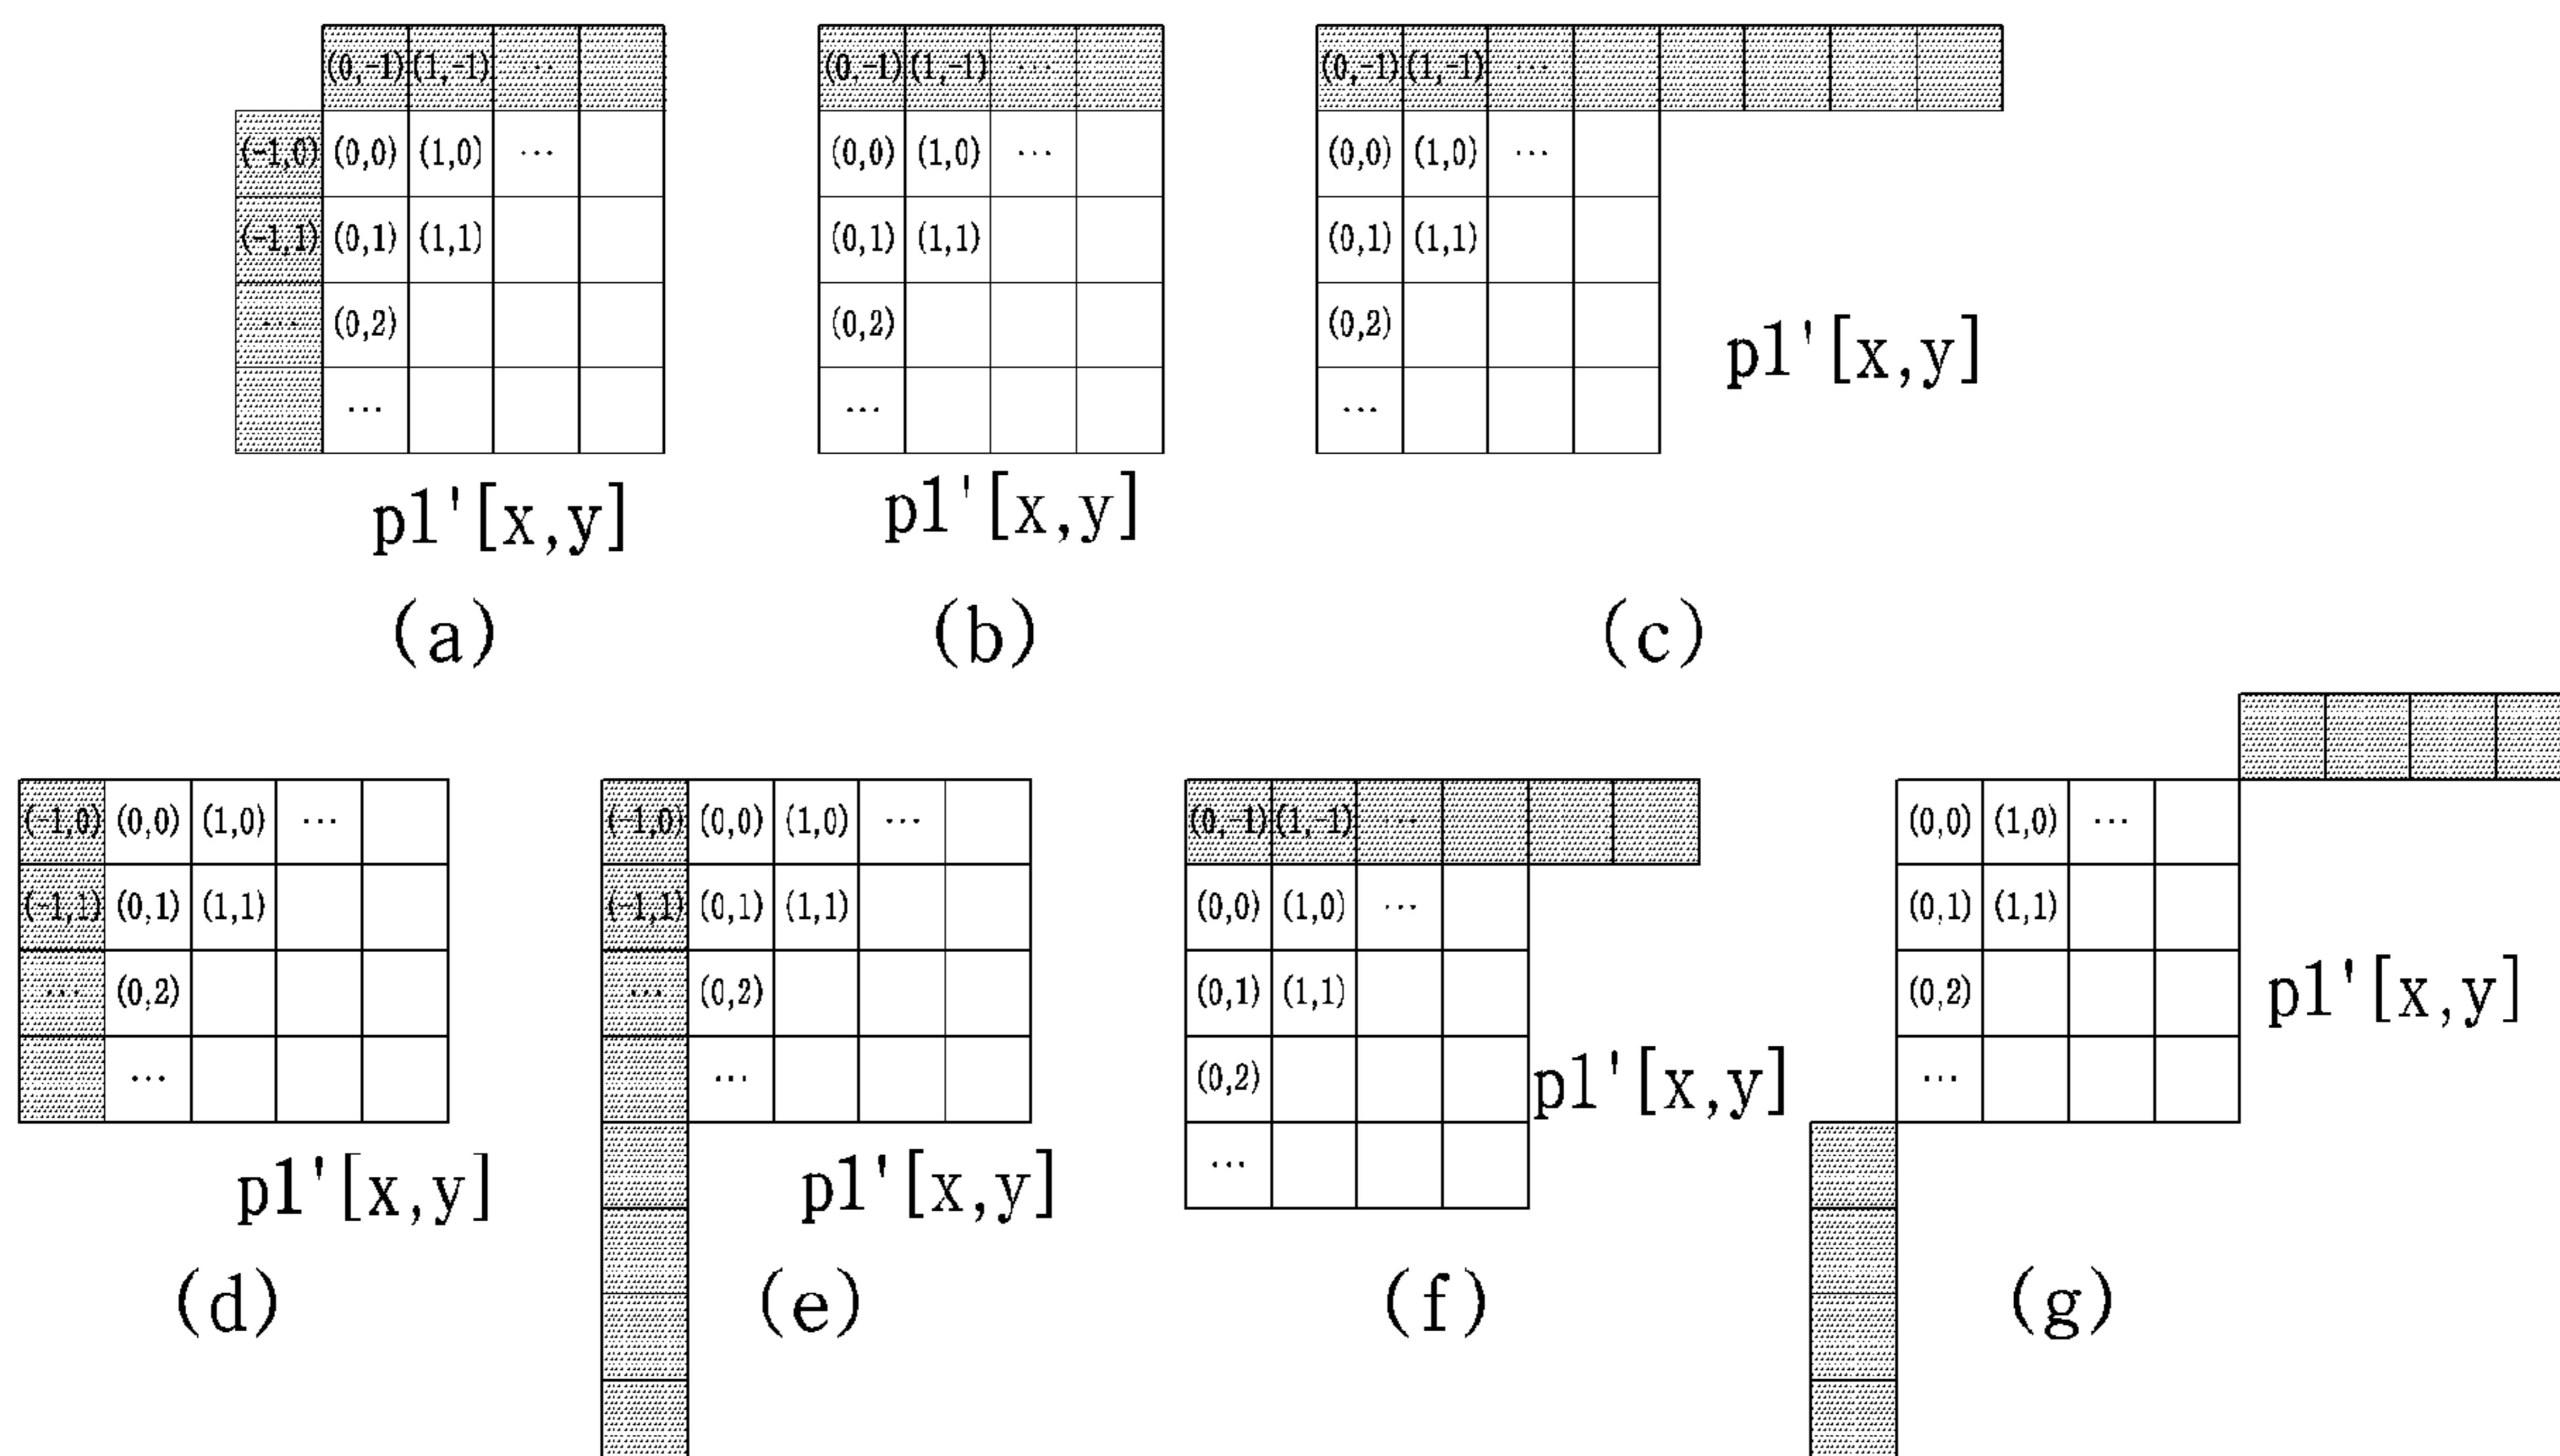 (0,-1) (1,-1) ...
(-1,0) (0,0) (1,0) ...
(-1,1) (0,1) (1,1)
... (0,2)
...
p1'[x,y]
(a)
(0,-1) (1,-1) ...
(0,0) (1,0) ...
(0,1) (1,1)
(0,2)
...
p1'[x,y]
(b)
(0,-1) (1,-1) ...
(0,0) (1,0) ...
(0,1) (1,1)
(0,2)
...
p1'[x,y]
(c)
(-1,0) (0,0) (1,0) ...
(-1,1) (0,1) (1,1)
... (0,2)
...
p1'[x,y]
(d)
(-1,0) (0,0) (1,0) ...
(-1,1) (0,1) (1,1)
... (0,2)
...
p1'[x,y]
(e)
(0,-1) (1,-1) ...
(0,0) (1,0) ...
(0,1) (1,1)
(0,2)
...
p1'[x,y]
(f)
(0,0) (1,0) ...
(0,1) (1,1)
(0,2)
...
p1'[x,y]
(g)